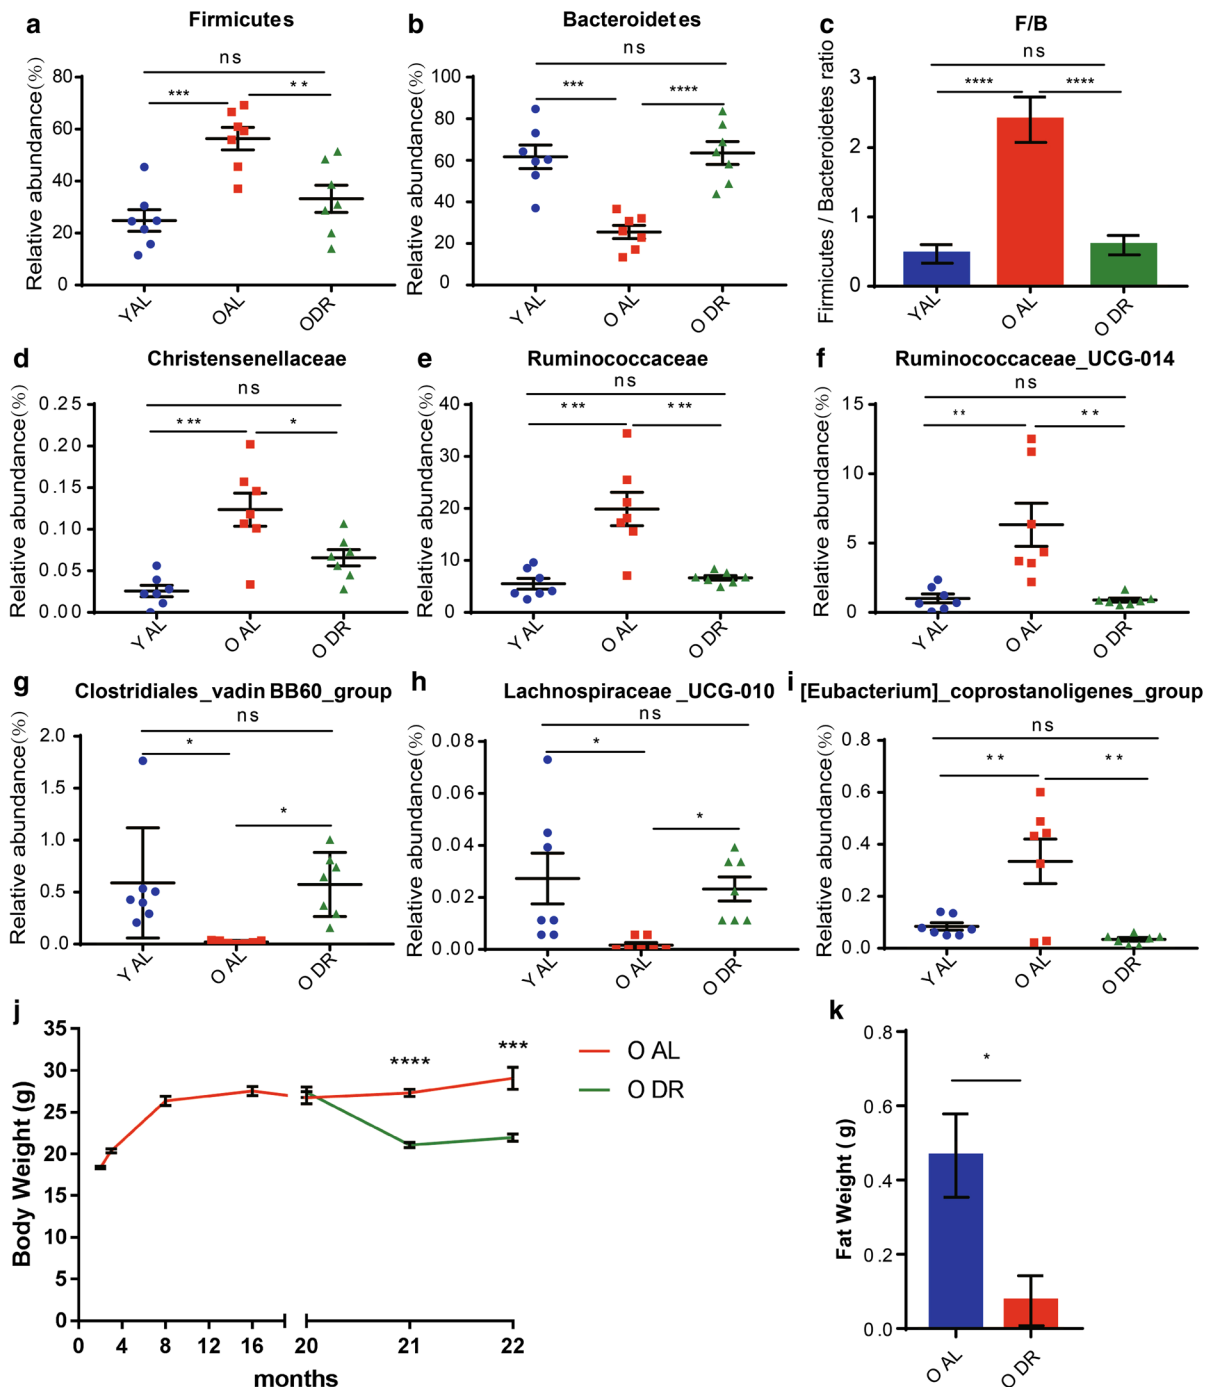 a Firmicutes
ns
*** **
Relative abundance(%)
80
60
40
20
0
Y AL O AL O DR
b Bacteroidetes
ns
*** ****
Relative abundance(%)
100
80
60
40
20
0
Y AL O AL O DR
c F/B
ns
**** ****
Firmicutes / Bacteroidetes ratio
3
2
1
0
Y AL O AL O DR
d Christensenellaceae
ns
*** *
Relative abundance(%)
0.25
0.20
0.15
0.10
0.05
0.00
Y AL O AL O DR
e Ruminococcaceae
ns
*** ***
Relative abundance(%)
40
30
20
10
0
Y AL O AL O DR
f Ruminococcaceae_UCG-014
ns
** **
Relative abundance(%)
15
10
5
0
Y AL O AL O DR
g Clostridiales_vadin BB60_group
ns
*
*
Relative abundance(%)
2.0
1.5
1.0
0.5
0.0
Y AL O AL O DR
h Lachnospiraceae _UCG-010
ns
*
*
Relative abundance(%)
0.08
0.06
0.04
0.02
0.00
Y AL O AL O DR
i [Eubacterium]_coprostanoligenes_group
ns
** **
Relative abundance(%)
0.8
0.6
0.4
0.2
0.0
Y AL O AL O DR
j
Body Weight (g)
35
30
25
20
15
10
5
0
**** ***
O AL
O DR
0 4 8 12 16 20 21 22
months
k
Fat Weight ( g)
0.8
0.6
0.4
0.2
0.0
*
O AL O DR